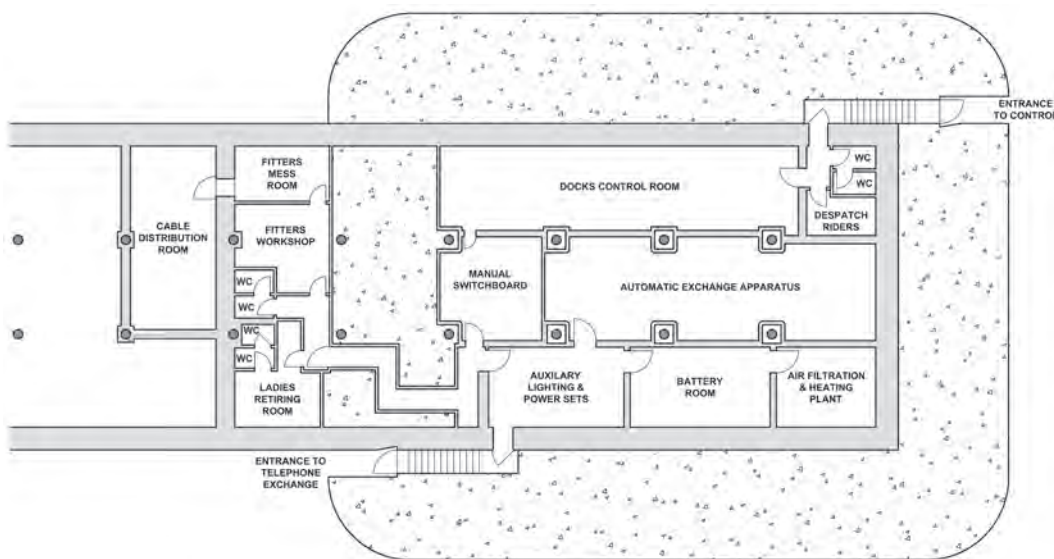 ENTRANCE
TO CONTROL
FITTERS
MESS
ROOM
WC
WC
DOCKS CONTROL ROOM
DESPATCH
RIDERS
CABLE
DISTRIBUTION
ROOM
FITTERS
WORKSHOP
WC
WC
WC
WC
MANUAL
SWITCHBOARD
AUTOMATIC EXCHANGE APPARATUS
LADIES
RETIRING
ROOM
AUXILARY
LIGHTING &
POWER SETS
BATTERY
ROOM
AIR FILTRATION
& HEATING
PLANT
ENTRANCE TO
TELEPHONE
EXCHANGE